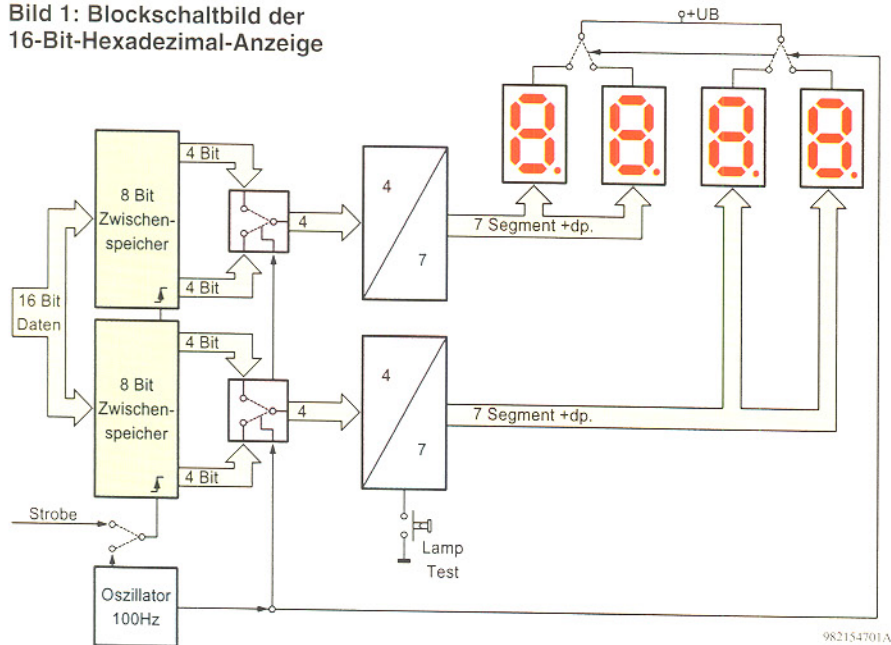 Bild 1: Blockschaltbild der
16-Bit-Hexadezimal-Anzeige
+UB
4 Bit
8 Bit
Zwischen-
speicher
4
4
7
7 Segment +dp.
4 Bit
16 Bit
Daten
4 Bit
8 Bit
Zwischen-
speicher
4
4
7
7 Segment +dp.
4 Bit
Strobe
Lamp
Test
Oszillator
100Hz
982154701A